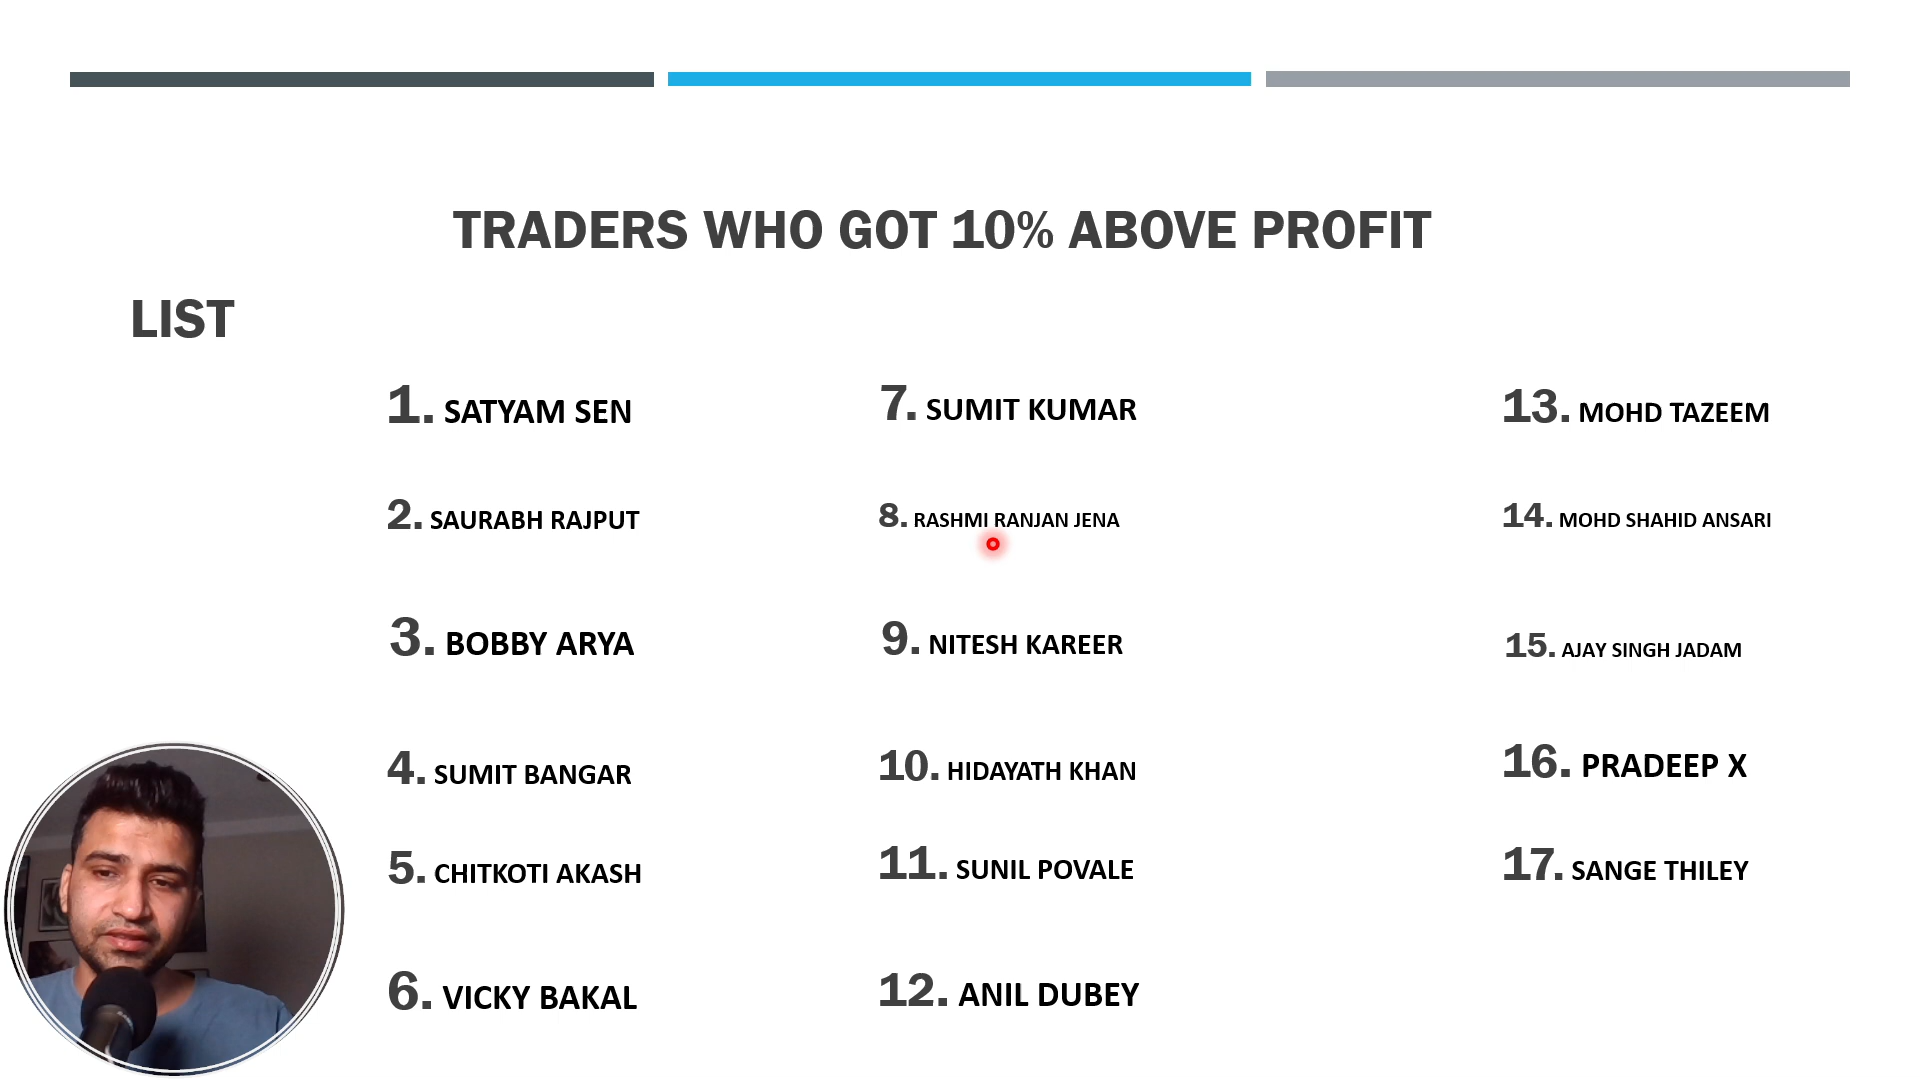 TRADERS WHO GOT 10% ABOVE PROFIT
LIST
1. SATYAM SEN
2. SAURABH RAJPUT
3. BOBBY ARYA
4. SUMIT BANGAR
5. CHITKOTI AKASH
6. VICKY BAKAL
7. SUMIT KUMAR
8. RASHMI RANJAN JENA
9. NITESH KAREER
10. HIDAYATH KHAN
11. SUNIL POVALE
12. ANIL DUBEY
13. MOHD TAZEEM
14. MOHD SHAHID ANSARI
15. AJAY SINGH JADAM
16. PRADEEP X
17. SANGE THILEY